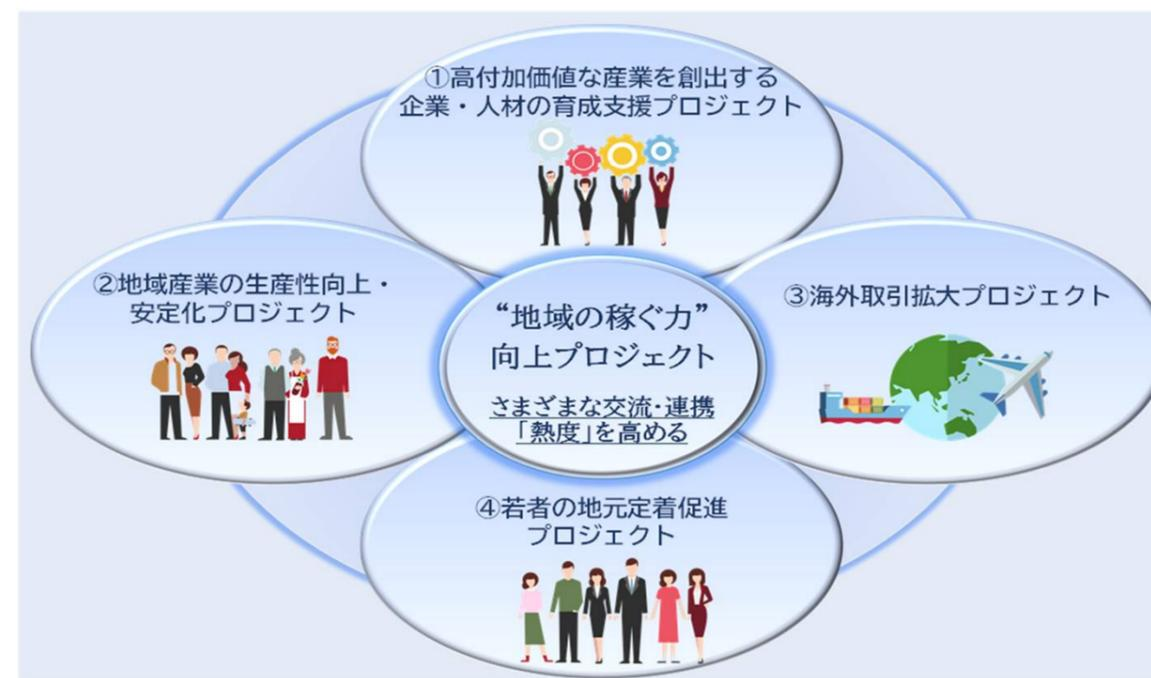 ①高付加価値な産業を創出する
企業・人材の育成支援プロジェクト
②地域産業の生産性向上・
安定化プロジェクト
“地域の稼ぐ力”
向上プロジェクト
さまざまな交流・連携
「熱度」を高める
③海外取引拡大プロジェクト
④若者の地元定着促進
プロジェクト